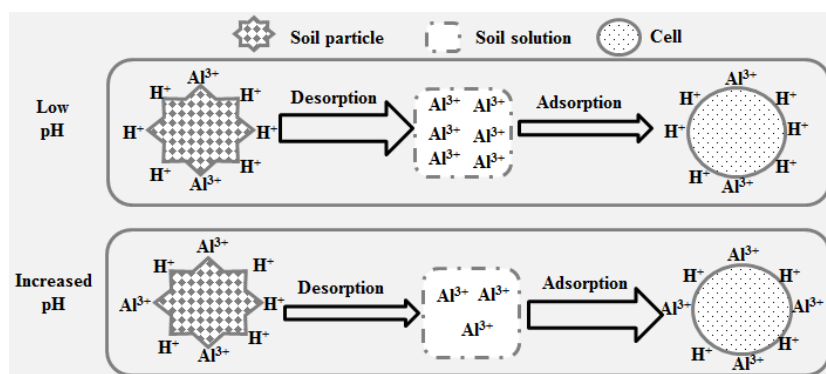 Soil particle
Soil solution
Cell
Low
pH
Al³⁺
H⁺ H⁺
H⁺ H⁺
H⁺ H⁺
Al³⁺
Desorption
Al³⁺ Al³⁺
Al³⁺ Al³⁺
Al³⁺ Al³⁺
Adsorption
Al³⁺
H⁺ H⁺
H⁺ H⁺
H⁺ H⁺
Al³⁺
Increased
pH
Al³⁺
H⁺ H⁺
Al³⁺ H⁺
H⁺ H⁺
Al³⁺
Desorption
Al³⁺ Al³⁺
Al³⁺
Adsorption
Al³⁺
H⁺ H⁺
Al³⁺ Al³⁺
H⁺ H⁺
Al³⁺